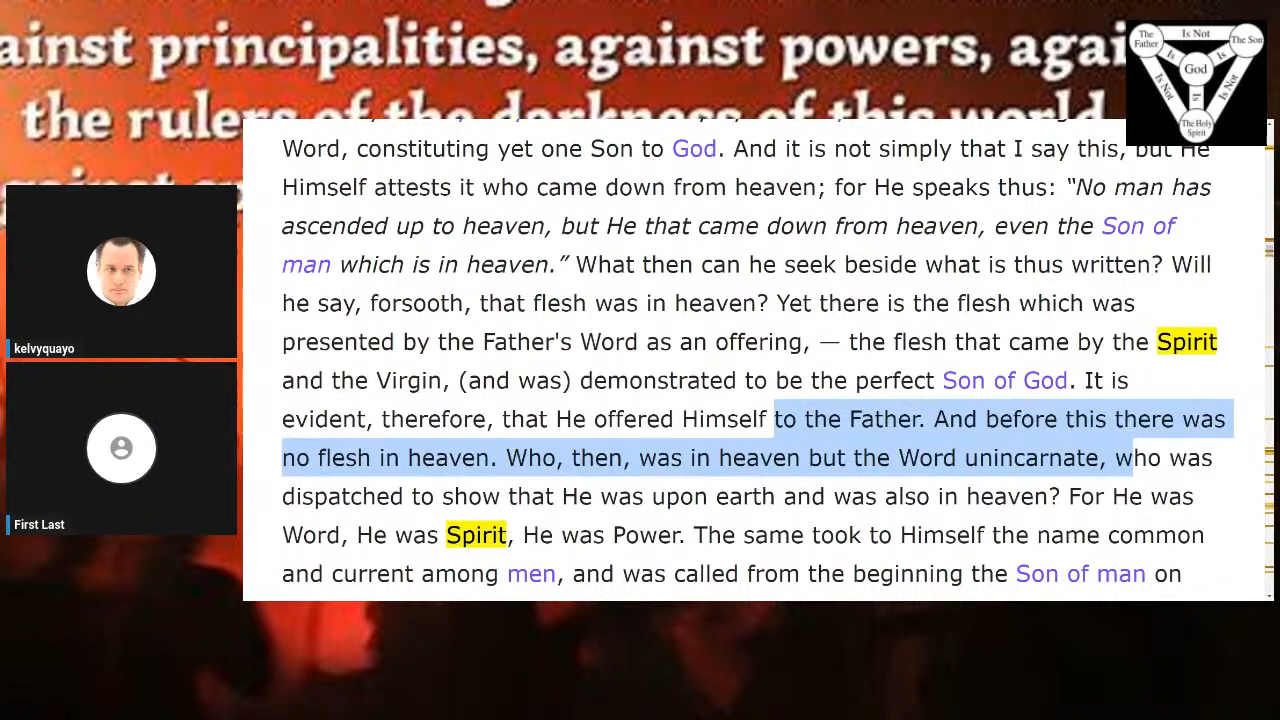 ainst principalities, against powers, agai
the rulers of the darkness of this world
against
The Father
Is Not
The Son
Is
Is
God
Is Not
Is
Is Not
The Holy Spirit
Word, constituting yet one Son to God. And it is not simply that I say this, but He
Himself attests it who came down from heaven; for He speaks thus: “No man has
ascended up to heaven, but He that came down from heaven, even the Son of
man which is in heaven.” What then can he seek beside what is thus written? Will
he say, forsooth, that flesh was in heaven? Yet there is the flesh which was
presented by the Father's Word as an offering, — the flesh that came by the Spirit
and the Virgin, (and was) demonstrated to be the perfect Son of God. It is
evident, therefore, that He offered Himself to the Father. And before this there was
no flesh in heaven. Who, then, was in heaven but the Word unincarnate, who was
dispatched to show that He was upon earth and was also in heaven? For He was
Word, He was Spirit, He was Power. The same took to Himself the name common
and current among men, and was called from the beginning the Son of man on
kelvyquayo
First Last